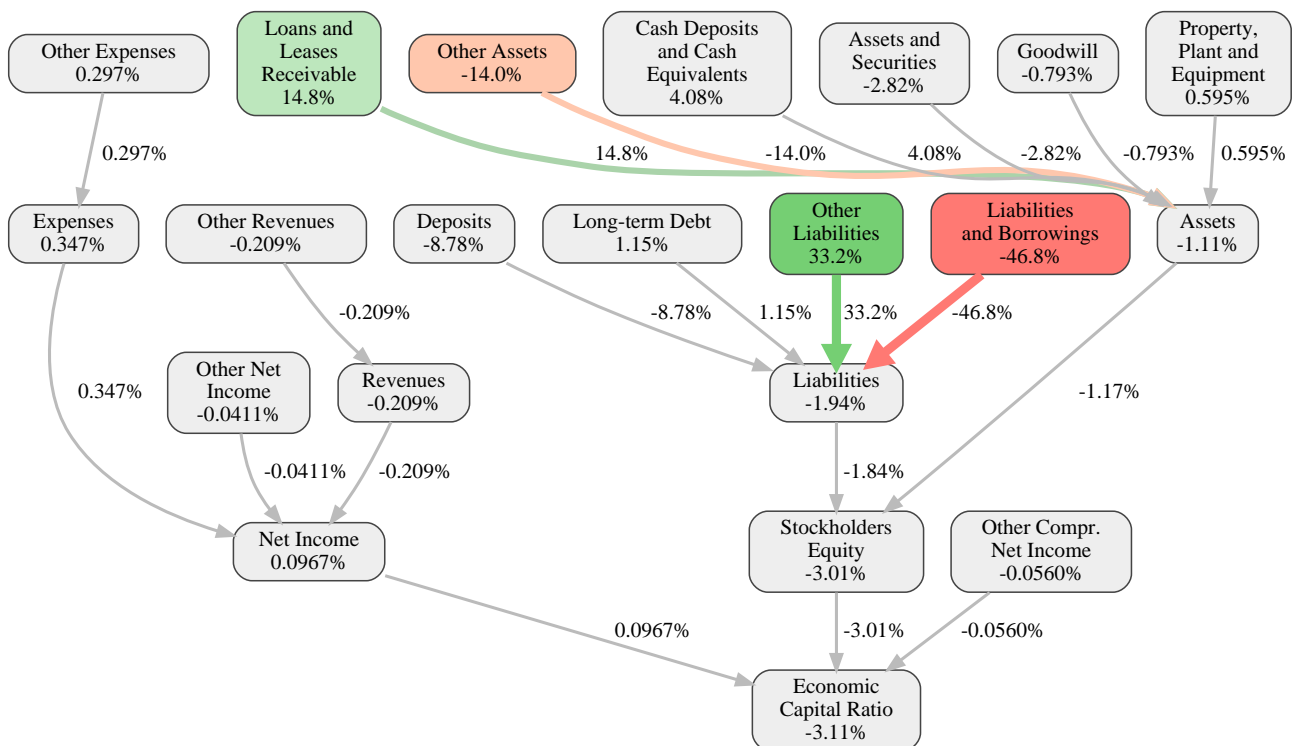 Other Expenses
0.297%
Loans and
Leases
Receivable
14.8%
Other Assets
-14.0%
Cash Deposits
and Cash
Equivalents
4.08%
Assets and
Securities
-2.82%
Goodwill
-0.793%
Property,
Plant and
Equipment
0.595%
0.297%
14.8%
-14.0%
4.08%
-2.82%
-0.793%
0.595%
Expenses
0.347%
Other Revenues
-0.209%
Deposits
-8.78%
Long-term Debt
1.15%
Other
Liabilities
33.2%
Liabilities
and Borrowings
-46.8%
Assets
-1.11%
-0.209%
-8.78%
1.15%
33.2%
-46.8%
0.347%
Other Net
Income
-0.0411%
Revenues
-0.209%
Liabilities
-1.94%
-1.17%
-0.0411%
-0.209%
-1.84%
Net Income
0.0967%
Stockholders
Equity
-3.01%
Other Compr.
Net Income
-0.0560%
0.0967%
-3.01%
-0.0560%
Economic
Capital Ratio
-3.11%